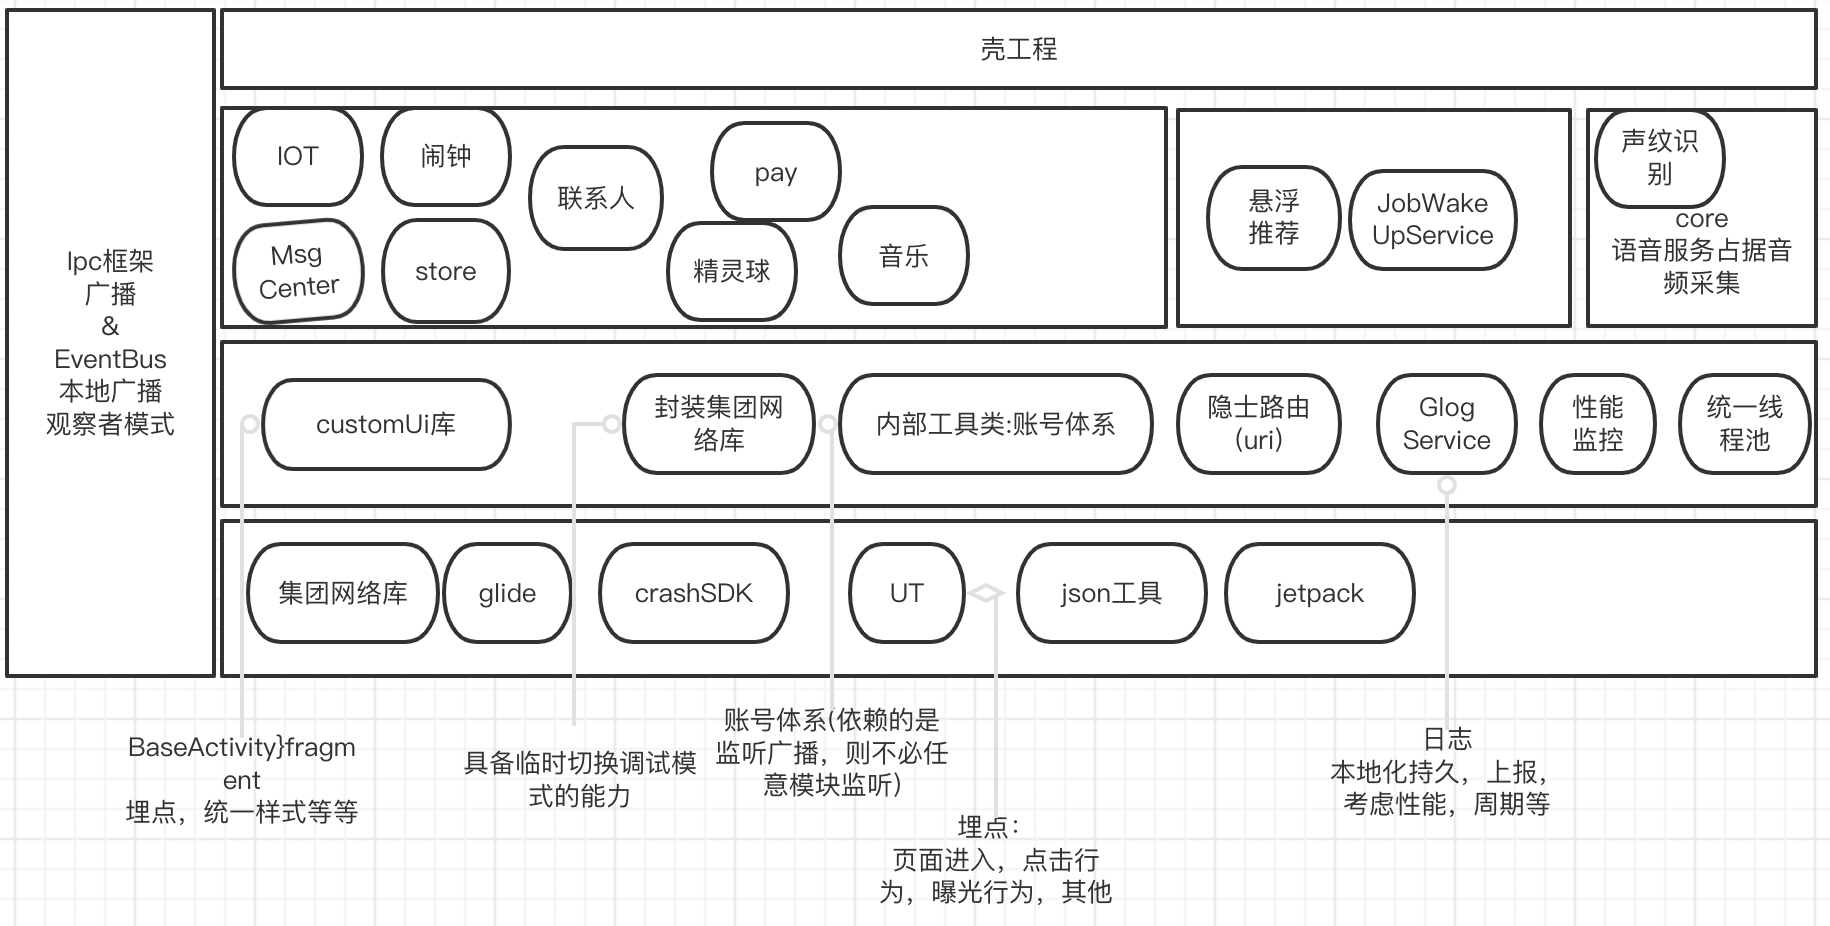 壳工程
Ipc框架
广播
&
EventBus
本地广播
观察者模式
IOT
闹钟
联系人
pay
Msg
Center
store
精灵球
音乐
悬浮
推荐
JobWake
UpService
声纹识
别
core
语音服务占据音
频采集
customUi库
封装集团网
络库
内部工具类:账号体系
隐士路由
(uri)
Glog
Service
性能
监控
统一线
程池
集团网络库
glide
crashSDK
UT
json工具
jetpack
BaseActivity}fragm
ent
埋点，统一样式等等
具备临时切换调试模
式的能力
账号体系(依赖的是
监听广播，则不必任
意模块监听)
埋点：
页面进入，点击行
为，曝光行为，其他
日志
本地化持久，上报，
考虑性能，周期等